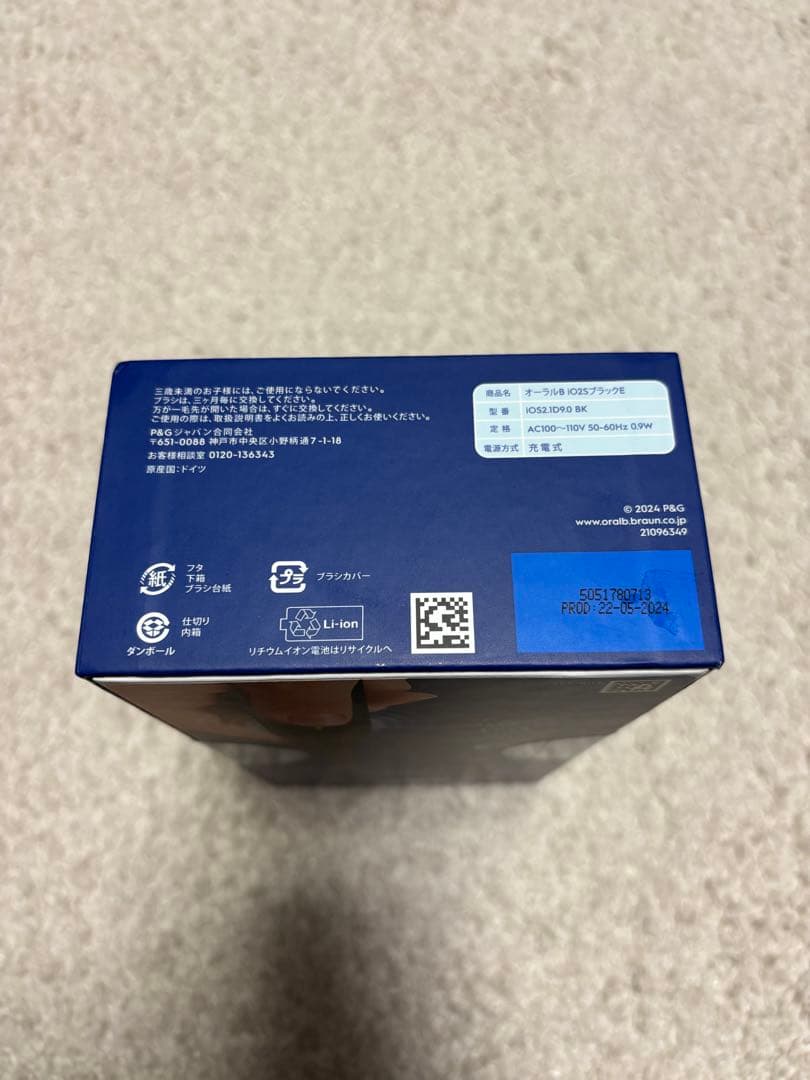 三歳未満のお子様には、ご使用にならないでください。
ブラシは、三ヶ月毎に交換してください。
万が一毛先が開いた場合は、すぐに交換してください。
ご使用の際は、取扱説明書をよくお読みの上、正しくお使いください。
P&Gジャパン合同会社
〒651-0088 神戸市中央区小野柄通7-1-18
お客様相談室 0120-136343
原産国:ドイツ
商品名 オーラルB iO2SブラックE
型番 iOS2.1D9.0 BK
定格 AC100〜110V 50-60Hz 0.9W
電源方式 充電式
© 2024 P&G
www.oralb.braun.co.jp
21096349
紙
フタ
下箱
ブラシ台紙
プラ
ブラシカバー
ダンボール
仕切り
内箱
Li-ion
リチウムイオン電池はリサイクルへ
5051780713
PROD:22-05-2024